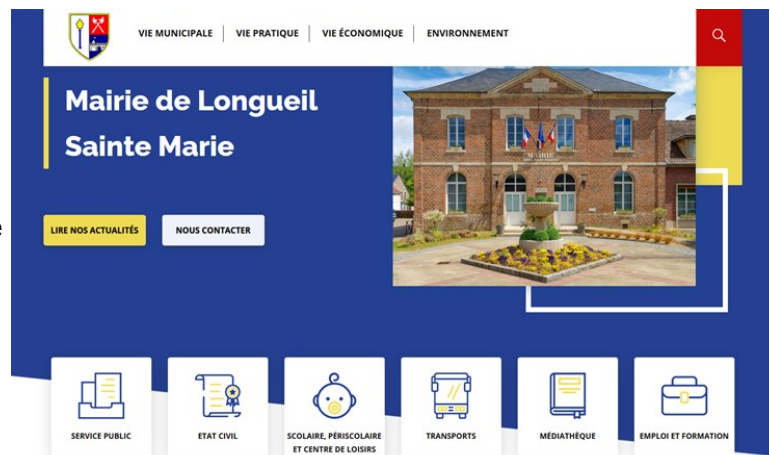 VIE MUNICIPALE
VIE PRATIQUE
VIE ÉCONOMIQUE
ENVIRONNEMENT
Mairie de Longueil
Sainte Marie
MAIRIE
LIRE NOS ACTUALITÉS
NOUS CONTACTER
SERVICE PUBLIC
ETAT CIVIL
SCOLAIRE, PÉRISCOLAIRE
ET CENTRE DE LOISIRS
TRANSPORTS
MÉDIATHÈQUE
EMPLOI ET FORMATION